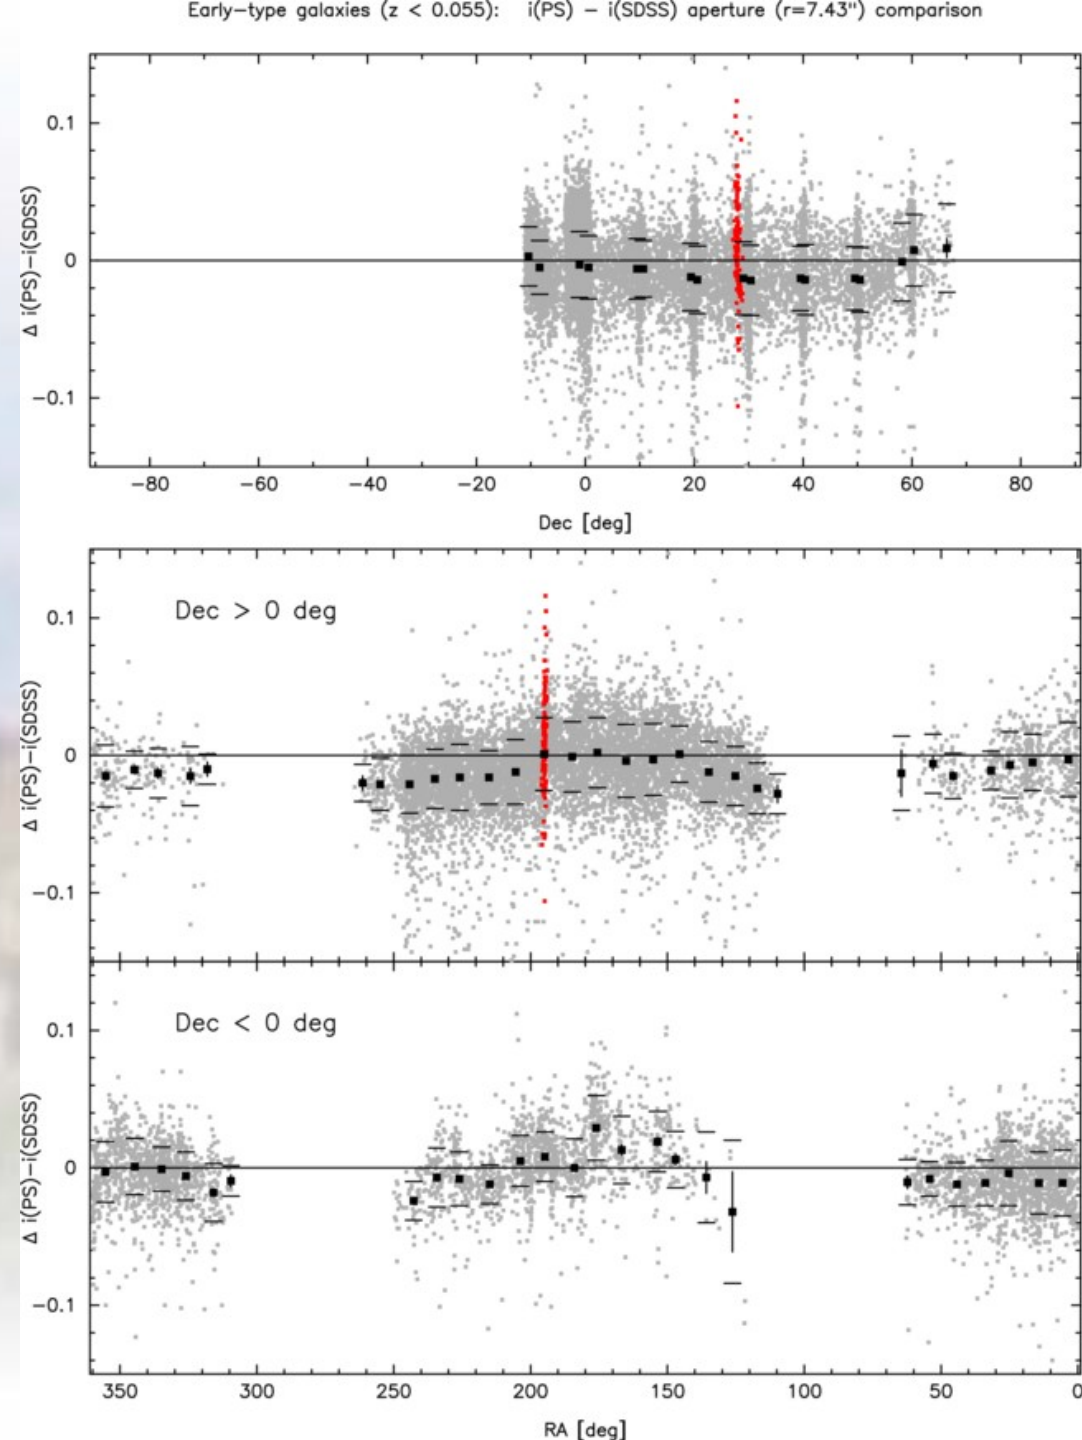 Early-type galaxies (z < 0.055): i(PS) - i(SDSS) aperture (r=7.43") comparison
Δ i(PS)-i(SDSS)
0.1
0
-0.1
-80 -60 -40 -20 0 20 40 60 80
Dec [deg]
Δ i(PS)-i(SDSS)
Dec > 0 deg
0.1
0
-0.1
Δ i(PS)-i(SDSS)
Dec < 0 deg
0.1
0
-0.1
350 300 250 200 150 100 50 0
RA [deg]